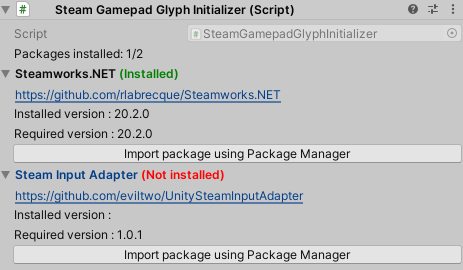 Steam Gamepad Glyph Initializer (Script)
Script
SteamGamepadGlyphInitializer
Packages installed: 1/2
Steamworks.NET (Installed)
https://github.com/rlabrecque/Steamworks.NET
Installed version : 20.2.0
Required version : 20.2.0
Import package using Package Manager
Steam Input Adapter (Not installed)
https://github.com/eviltwo/UnitySteamInputAdapter
Installed version :
Required version : 1.0.1
Import package using Package Manager